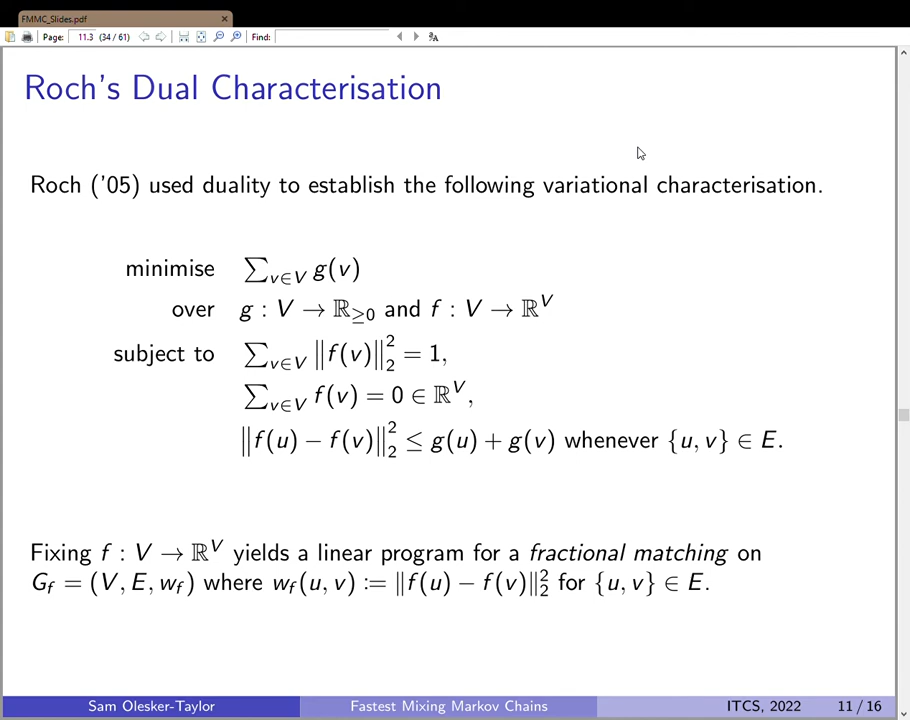 FMMC_Slides.pdf ×
Page: 11.3 (34 / 61) Find:
Roch's Dual Characterisation
Roch ('05) used duality to establish the following variational characterisation.
minimise ∑_{v∈V} g(v)
over g : V → ℝ_{≥0} and f : V → ℝ^V
subject to ∑_{v∈V} ‖f(v)‖₂² = 1,
∑_{v∈V} f(v) = 0 ∈ ℝ^V,
‖f(u) − f(v)‖₂² ≤ g(u) + g(v) whenever {u, v} ∈ E.
Fixing f : V → ℝ^V yields a linear program for a fractional matching on
G_f = (V, E, w_f) where w_f(u, v) := ‖f(u) − f(v)‖₂² for {u, v} ∈ E.
Sam Olesker-Taylor Fastest Mixing Markov Chains ITCS, 2022 11 / 16